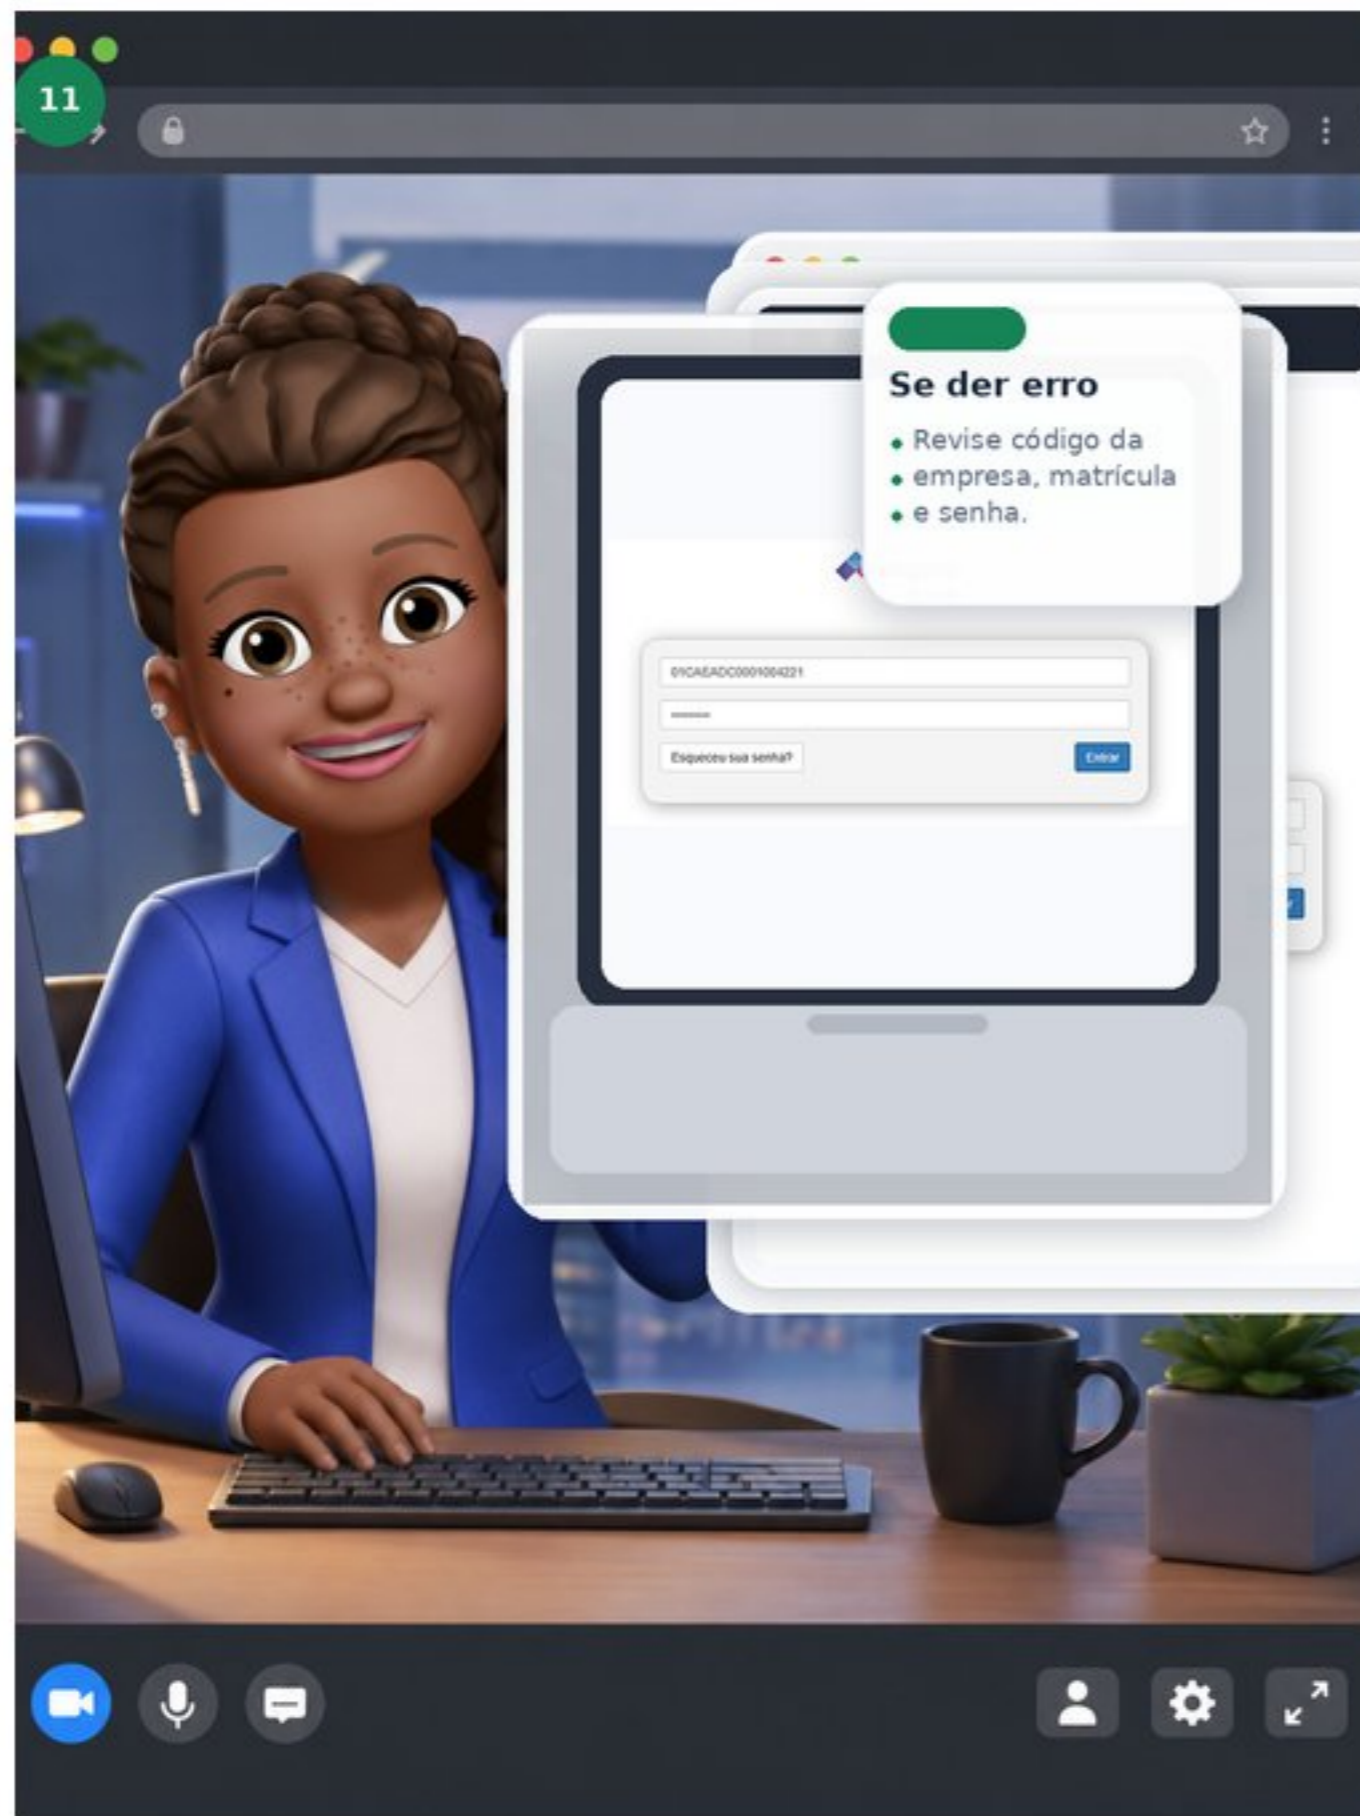 11
Se der erro
Revise código da
empresa, matrícula
e senha.
Esqueceu sua senha?
Entrar